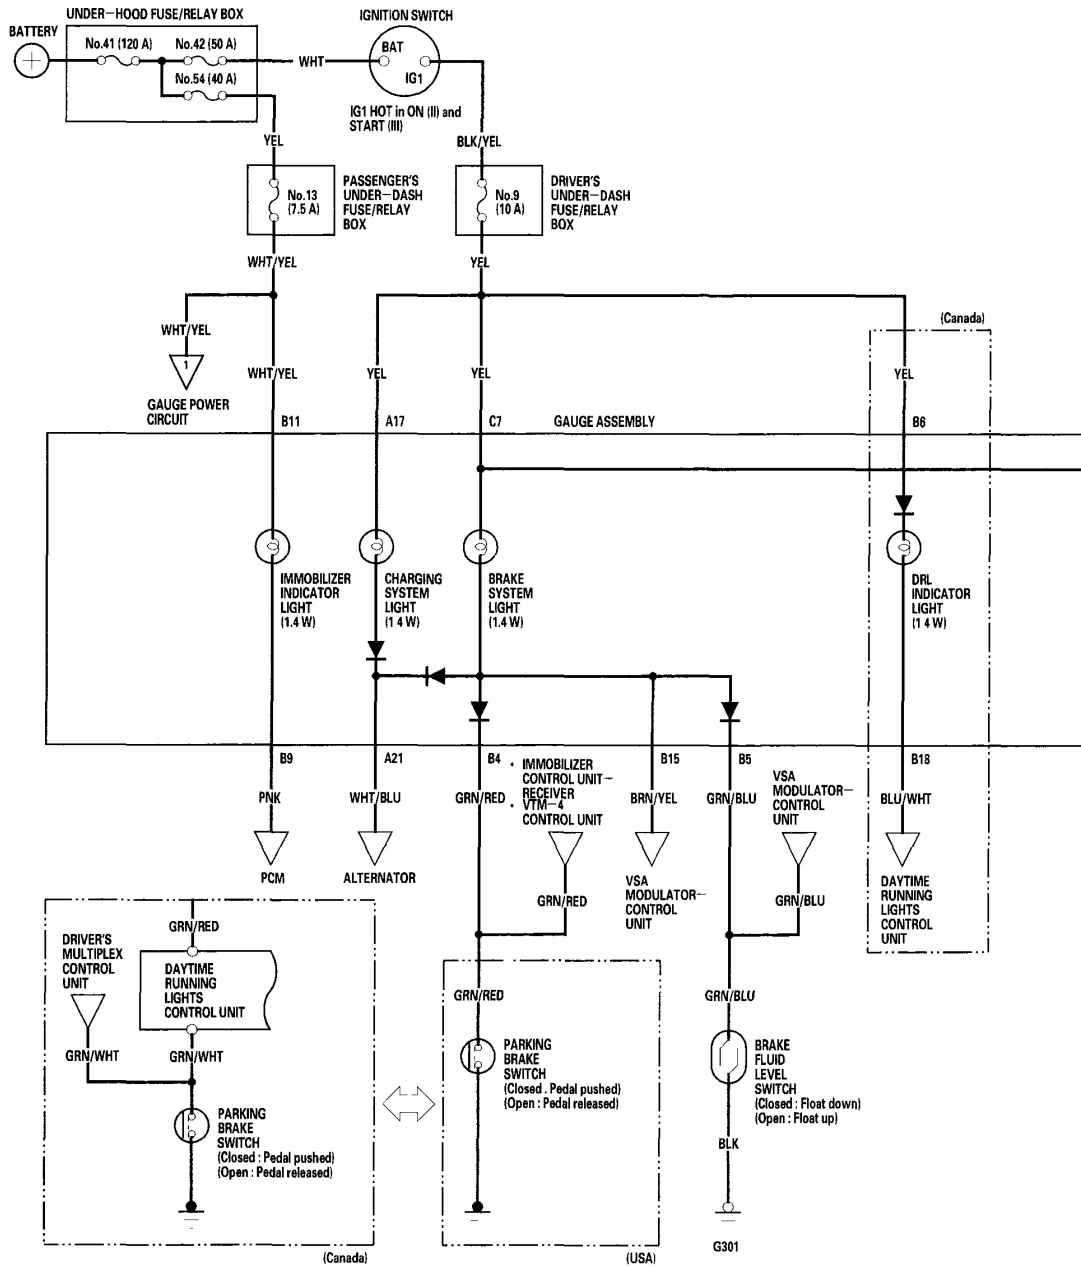 UNDER-HOOD FUSE/RELAY BOX
IGNITION SWITCH
BATTERY
No.41 (120 A)
No.42 (50 A)
BAT
WHT
No.54 (40 A)
IG1
IG1 HOT in ON (II) and
START (III)
YEL
BLK/YEL
No.13
(7.5 A)
PASSENGER'S
UNDER-DASH
FUSE/RELAY
BOX
No.9
(10 A)
DRIVER'S
UNDER-DASH
FUSE/RELAY
BOX
WHT/YEL
YEL
(Canada)
WHT/YEL
1
GAUGE POWER
CIRCUIT
WHT/YEL
YEL
YEL
YEL
B11
A17
C7
GAUGE ASSEMBLY
B6
IMMOBILIZER
INDICATOR
LIGHT
(1.4 W)
CHARGING
SYSTEM
LIGHT
(1 4 W)
BRAKE
SYSTEM
LIGHT
(1.4 W)
DRL
INDICATOR
LIGHT
(1 4 W)
B9
A21
B4
B15
B5
B18
• IMMOBILIZER
CONTROL UNIT-
RECEIVER
• VTM-4
CONTROL UNIT
VSA
MODULATOR-
CONTROL
UNIT
PNK
WHT/BLU
GRN/RED
BRN/YEL
GRN/BLU
BLU/WHT
PCM
ALTERNATOR
GRN/RED
VSA
MODULATOR-
CONTROL
UNIT
GRN/BLU
DAYTIME
RUNNING
LIGHTS
CONTROL
UNIT
GRN/RED
DRIVER'S
MULTIPLEX
CONTROL
UNIT
DAYTIME
RUNNING
LIGHTS
CONTROL UNIT
GRN/RED
GRN/BLU
GRN/WHT
GRN/WHT
PARKING
BRAKE
SWITCH
(Closed . Pedal pushed)
(Open : Pedal released)
BRAKE
FLUID
LEVEL
SWITCH
(Closed : Float down)
(Open : Float up)
PARKING
BRAKE
SWITCH
(Closed : Pedal pushed)
(Open : Pedal released)
BLK
G301
(Canada)
(USA)